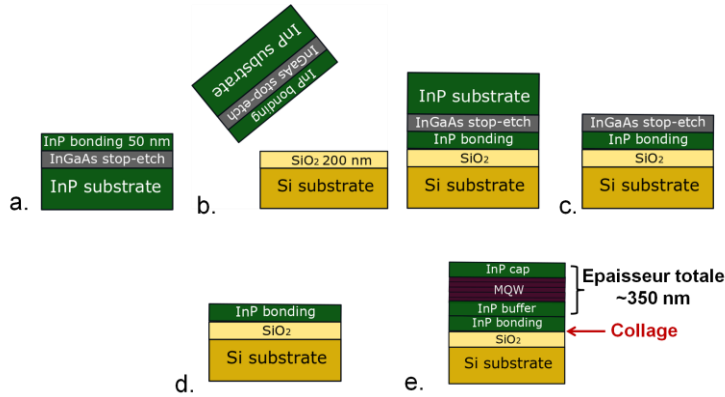 InP bonding 50 nm
InGaAs stop-etch
InP substrate
a.
InP substrate
InGaAs stop-etch
InP bonding
SiO₂ 200 nm
Si substrate
b.
InP substrate
InGaAs stop-etch
InP bonding
SiO₂
Si substrate
InGaAs stop-etch
InP bonding
SiO₂
Si substrate
c.
InP bonding
SiO₂
Si substrate
d.
InP cap
MQW
InP buffer
InP bonding
SiO₂
Si substrate
e.
Epaisseur totale
~350 nm
Collage